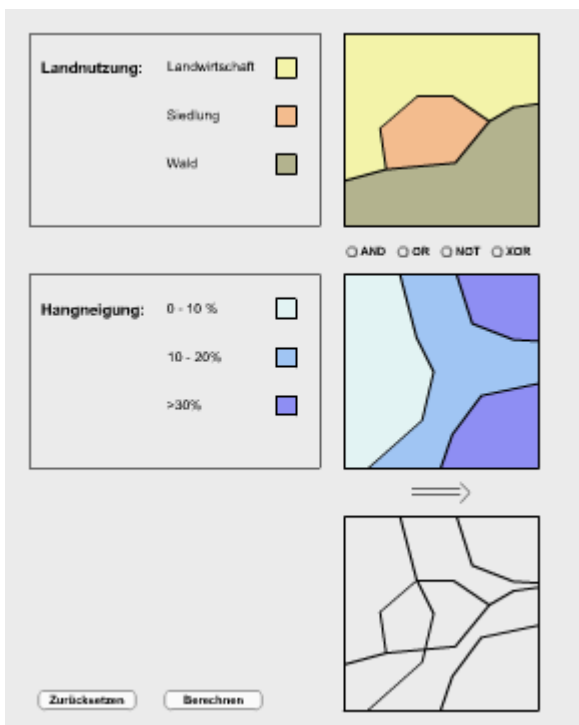 Landnutzung: Landwirtschaft
Siedlung
Wald
AND OR NOT XOR
Hangneigung: 0 - 10 %
10 - 20%
>30%
Zurücksetzen Berechnen